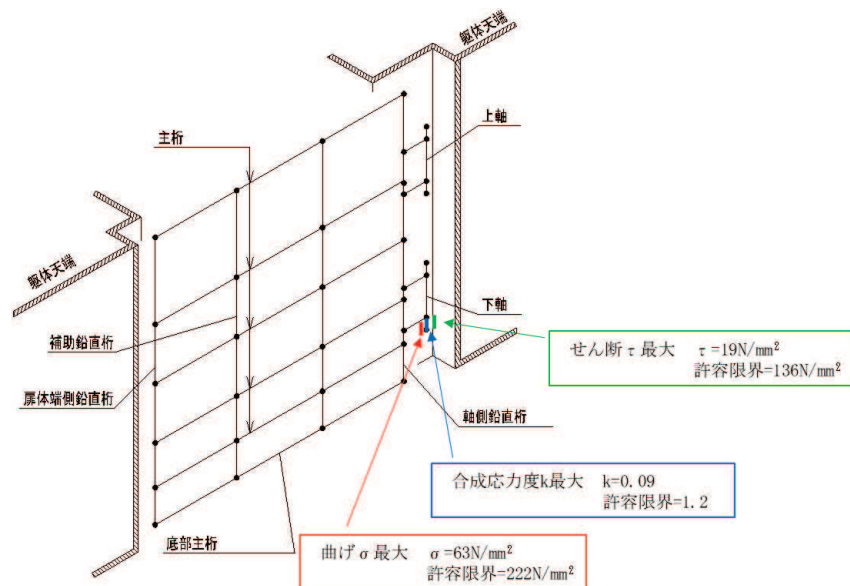 躯体天端
主桁
上軸
躯体天端
下軸
補助鉛直桁
扉体端側鉛直桁
軸側鉛直桁
底部主桁
せん断τ最大 τ=19N/mm²
許容限界=136N/mm²
合成応力度k最大 k=0.09
許容限界=1.2
曲げσ最大 σ=63N/mm²
許容限界=222N/mm²